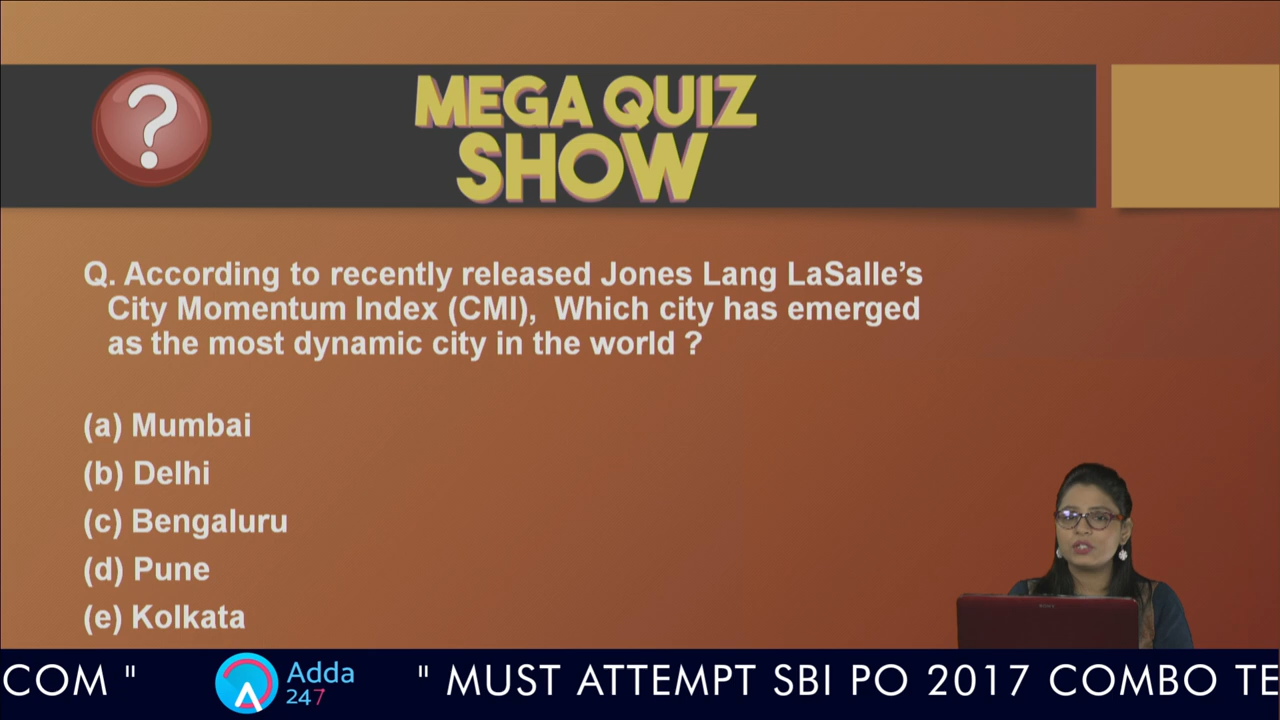 ?
MEGA QUIZ
SHOW
Q. According to recently released Jones Lang LaSalle’s
City Momentum Index (CMI), Which city has emerged
as the most dynamic city in the world ?
(a) Mumbai
(b) Delhi
(c) Bengaluru
(d) Pune
(e) Kolkata
SONY
COM " Adda 247 " MUST ATTEMPT SBI PO 2017 COMBO TE